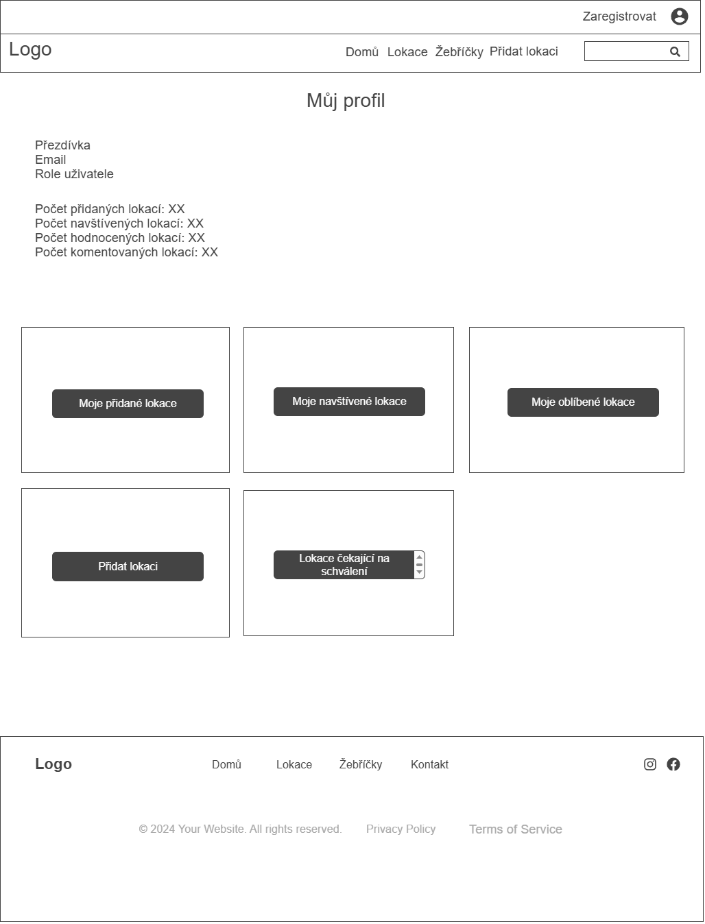 Zaregistrovat
Logo
Domů Lokace Žebříčky Přidat lokaci
Můj profil
Přezdívka
Email
Role uživatele
Počet přidaných lokací: XX
Počet navštívených lokací: XX
Počet hodnocených lokací: XX
Počet komentovaných lokací: XX
Moje přidané lokace
Moje navštívené lokace
Moje oblíbené lokace
Přidat lokaci
Lokace čekající na
schválení
Logo
Domů Lokace Žebříčky Kontakt
© 2024 Your Website. All rights reserved. Privacy Policy Terms of Service